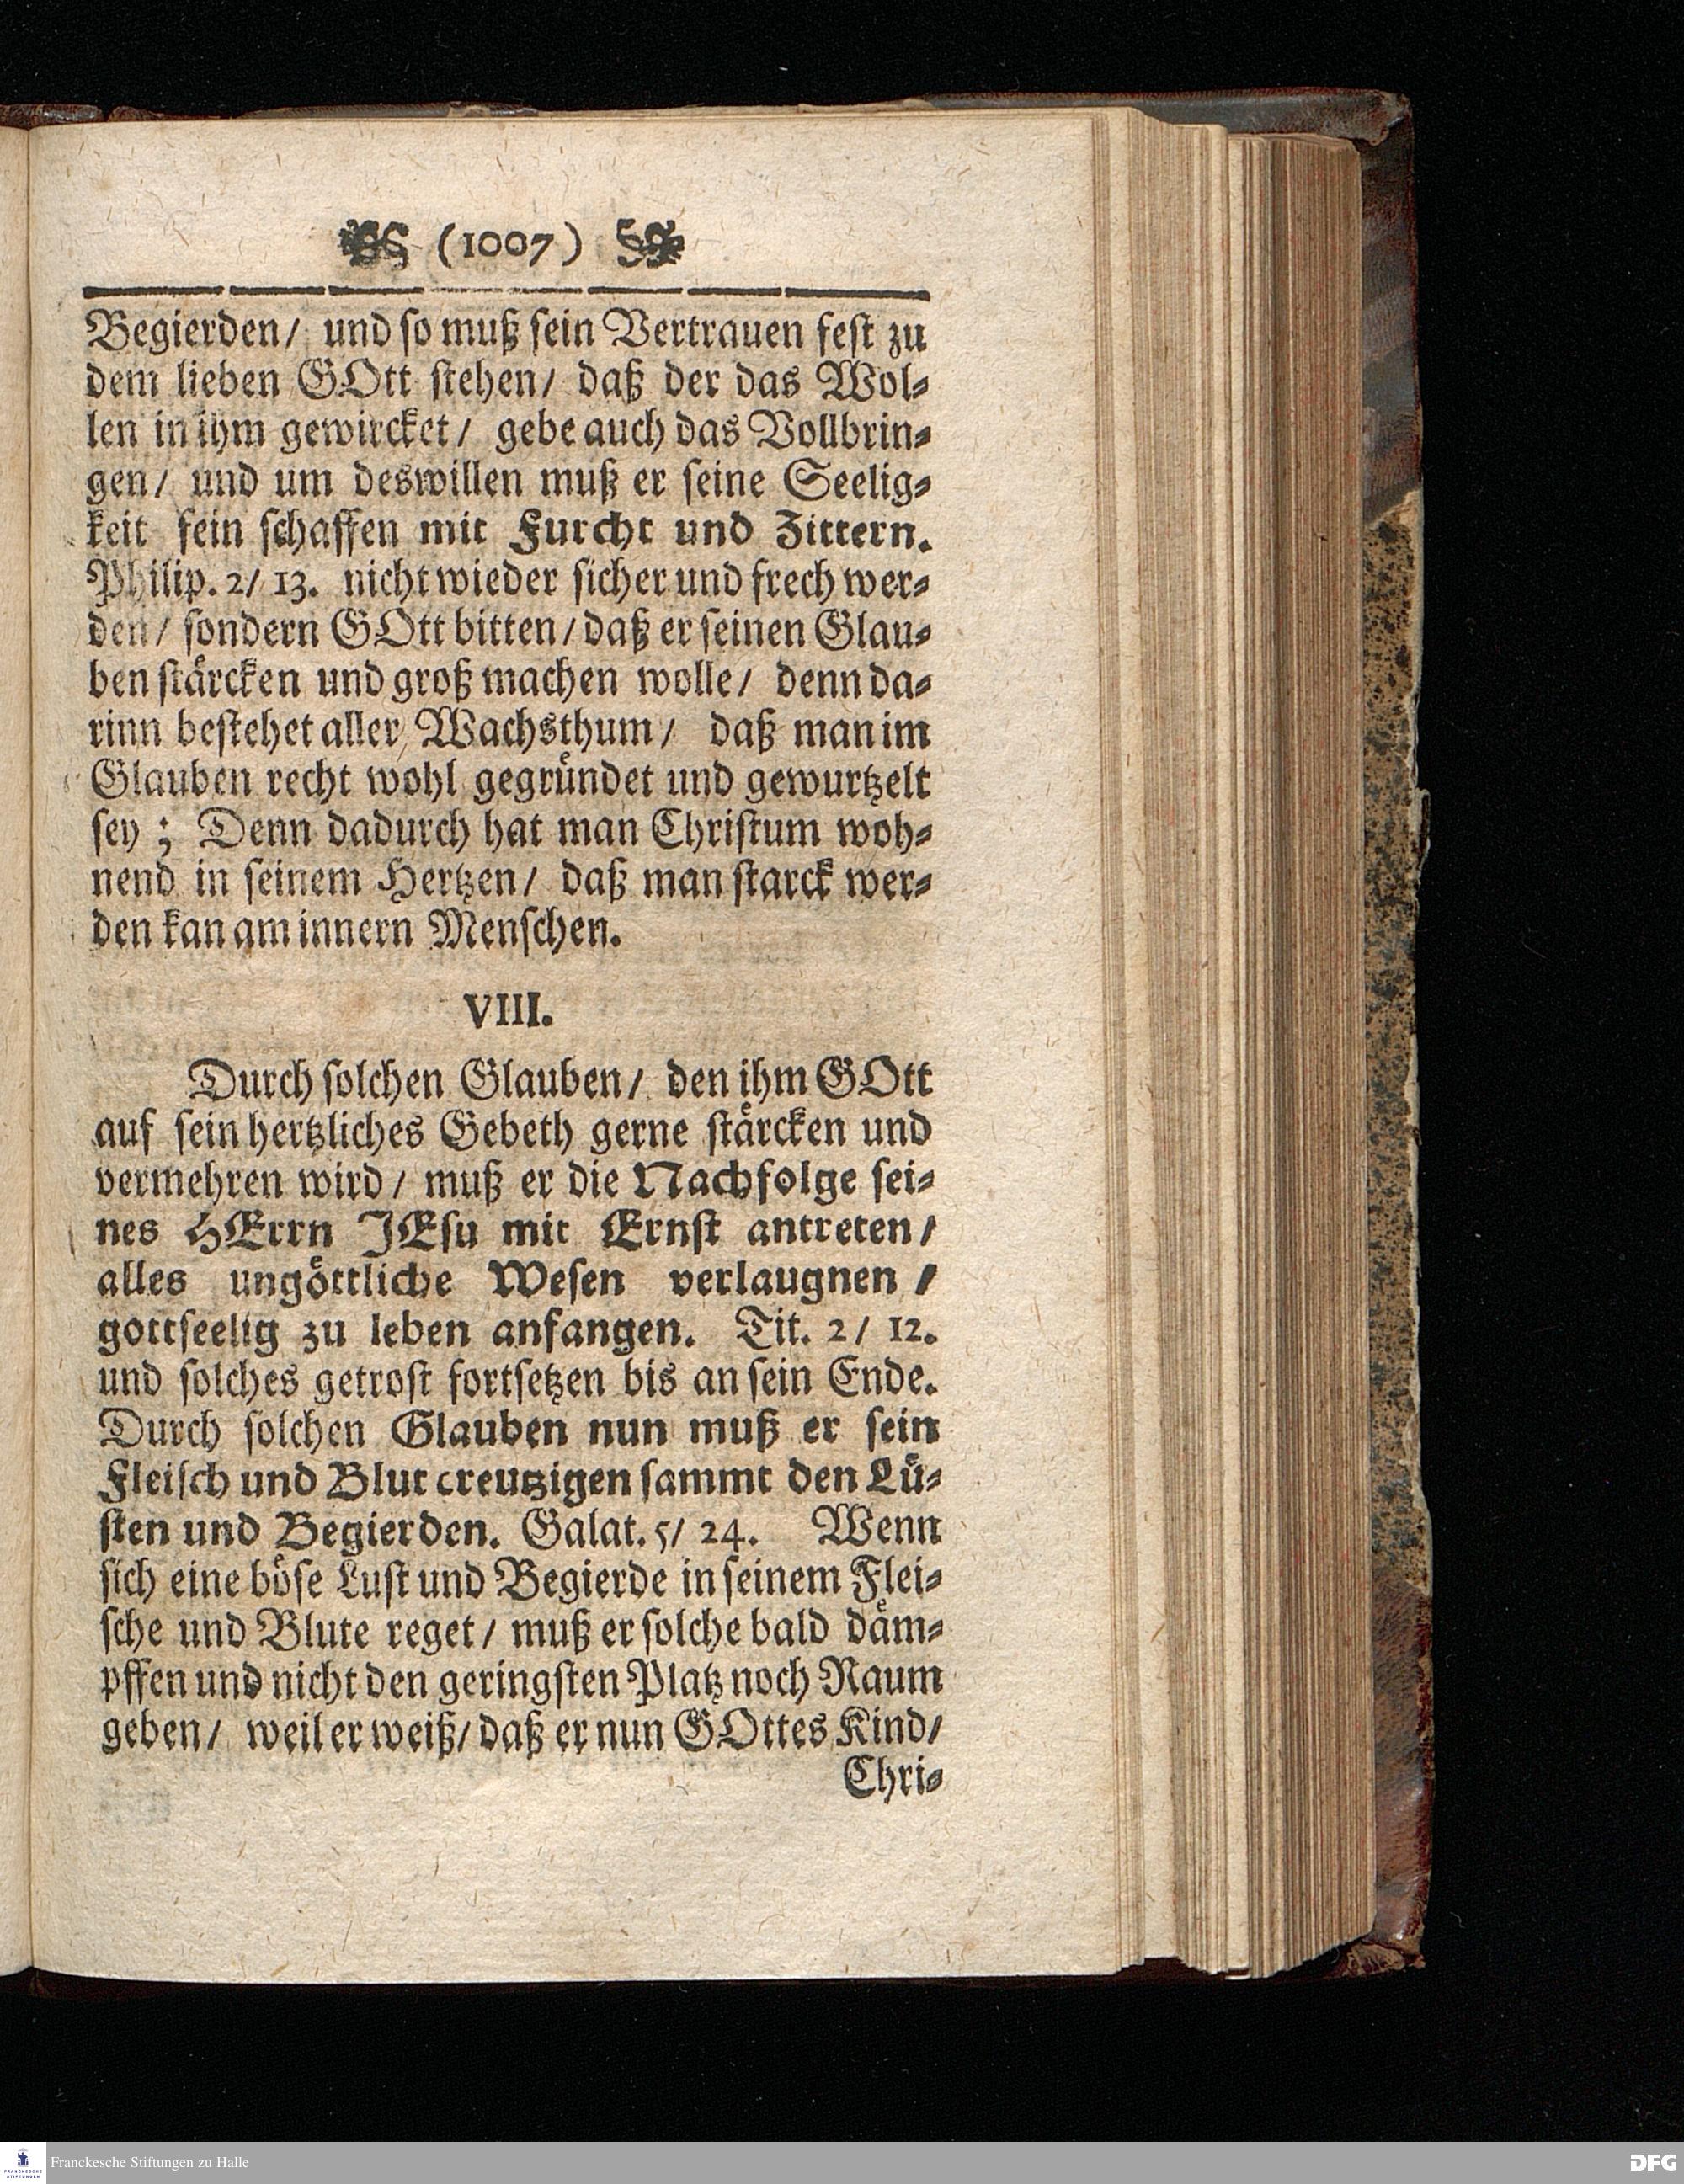 (1007)
Begierden/ und so muß sein Vertrauen fest zu
dem lieben GOtt stehen/ daß der das Wol-
len in ihm gewircket/ gebe auch das Vollbrin-
gen/ und um deswillen muß er seine Seelig-
keit fein schaffen mit Furcht und Zittern.
Philip. 2/ 13. nicht wieder sicher und frech wer-
den/ sondern GOtt bitten/ daß er seinen Glau-
ben stärcken und groß machen wolle/ denn da-
rinn bestehet aller Wachsthum/ daß man im
Glauben recht wohl gegründet und gewurtzelt
sey; Denn dadurch hat man Christum woh-
nend in seinem Hertzen/ daß man starck wer-
den kan am innern Menschen.
VIII.
Durch solchen Glauben/ den ihm GOtt
auf sein hertzliches Gebeth gerne stärcken und
vermehren wird/ muß er die Nachfolge sei-
nes HErrn JEsu mit Ernst antreten/
alles ungöttliche Wesen verlaugnen/
gottseelig zu leben anfangen. Tit. 2/ 12.
und solches getrost fortsetzen bis an sein Ende.
Durch solchen Glauben nun muß er sein
Fleisch und Blut creutzigen sammt den Lü-
sten und Begierden. Galat. 5/ 24. Wenn
sich eine böse Lust und Begierde in seinem Flei-
sche und Blute reget/ muß er solche bald däm-
pffen und nicht den geringsten Platz noch Raum
geben/ weil er weiß/ daß er nun GOttes Kind/
Chri-
FRANCKESCHE STIFTUNGEN
Franckesche Stiftungen zu Halle
DFG